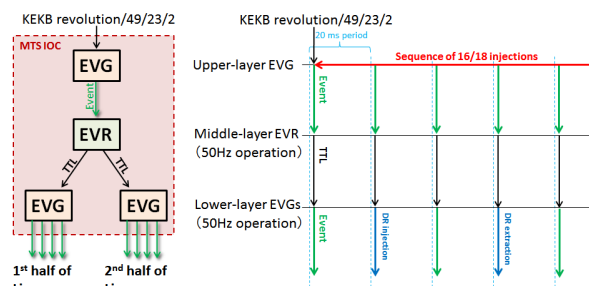 KEKB revolution/49/23/2
MTS IOC
EVG
Event
EVR
TTL
TTL
EVG
EVG
1st half of
2nd half of
KEKB revolution/49/23/2
20 ms period
Sequence of 16/18 injections
Upper-layer EVG
Event
Middle-layer EVR
(50Hz operation)
TTL
Lower-layer EVGs
(50Hz operation)
Event
DR injection
DR extraction